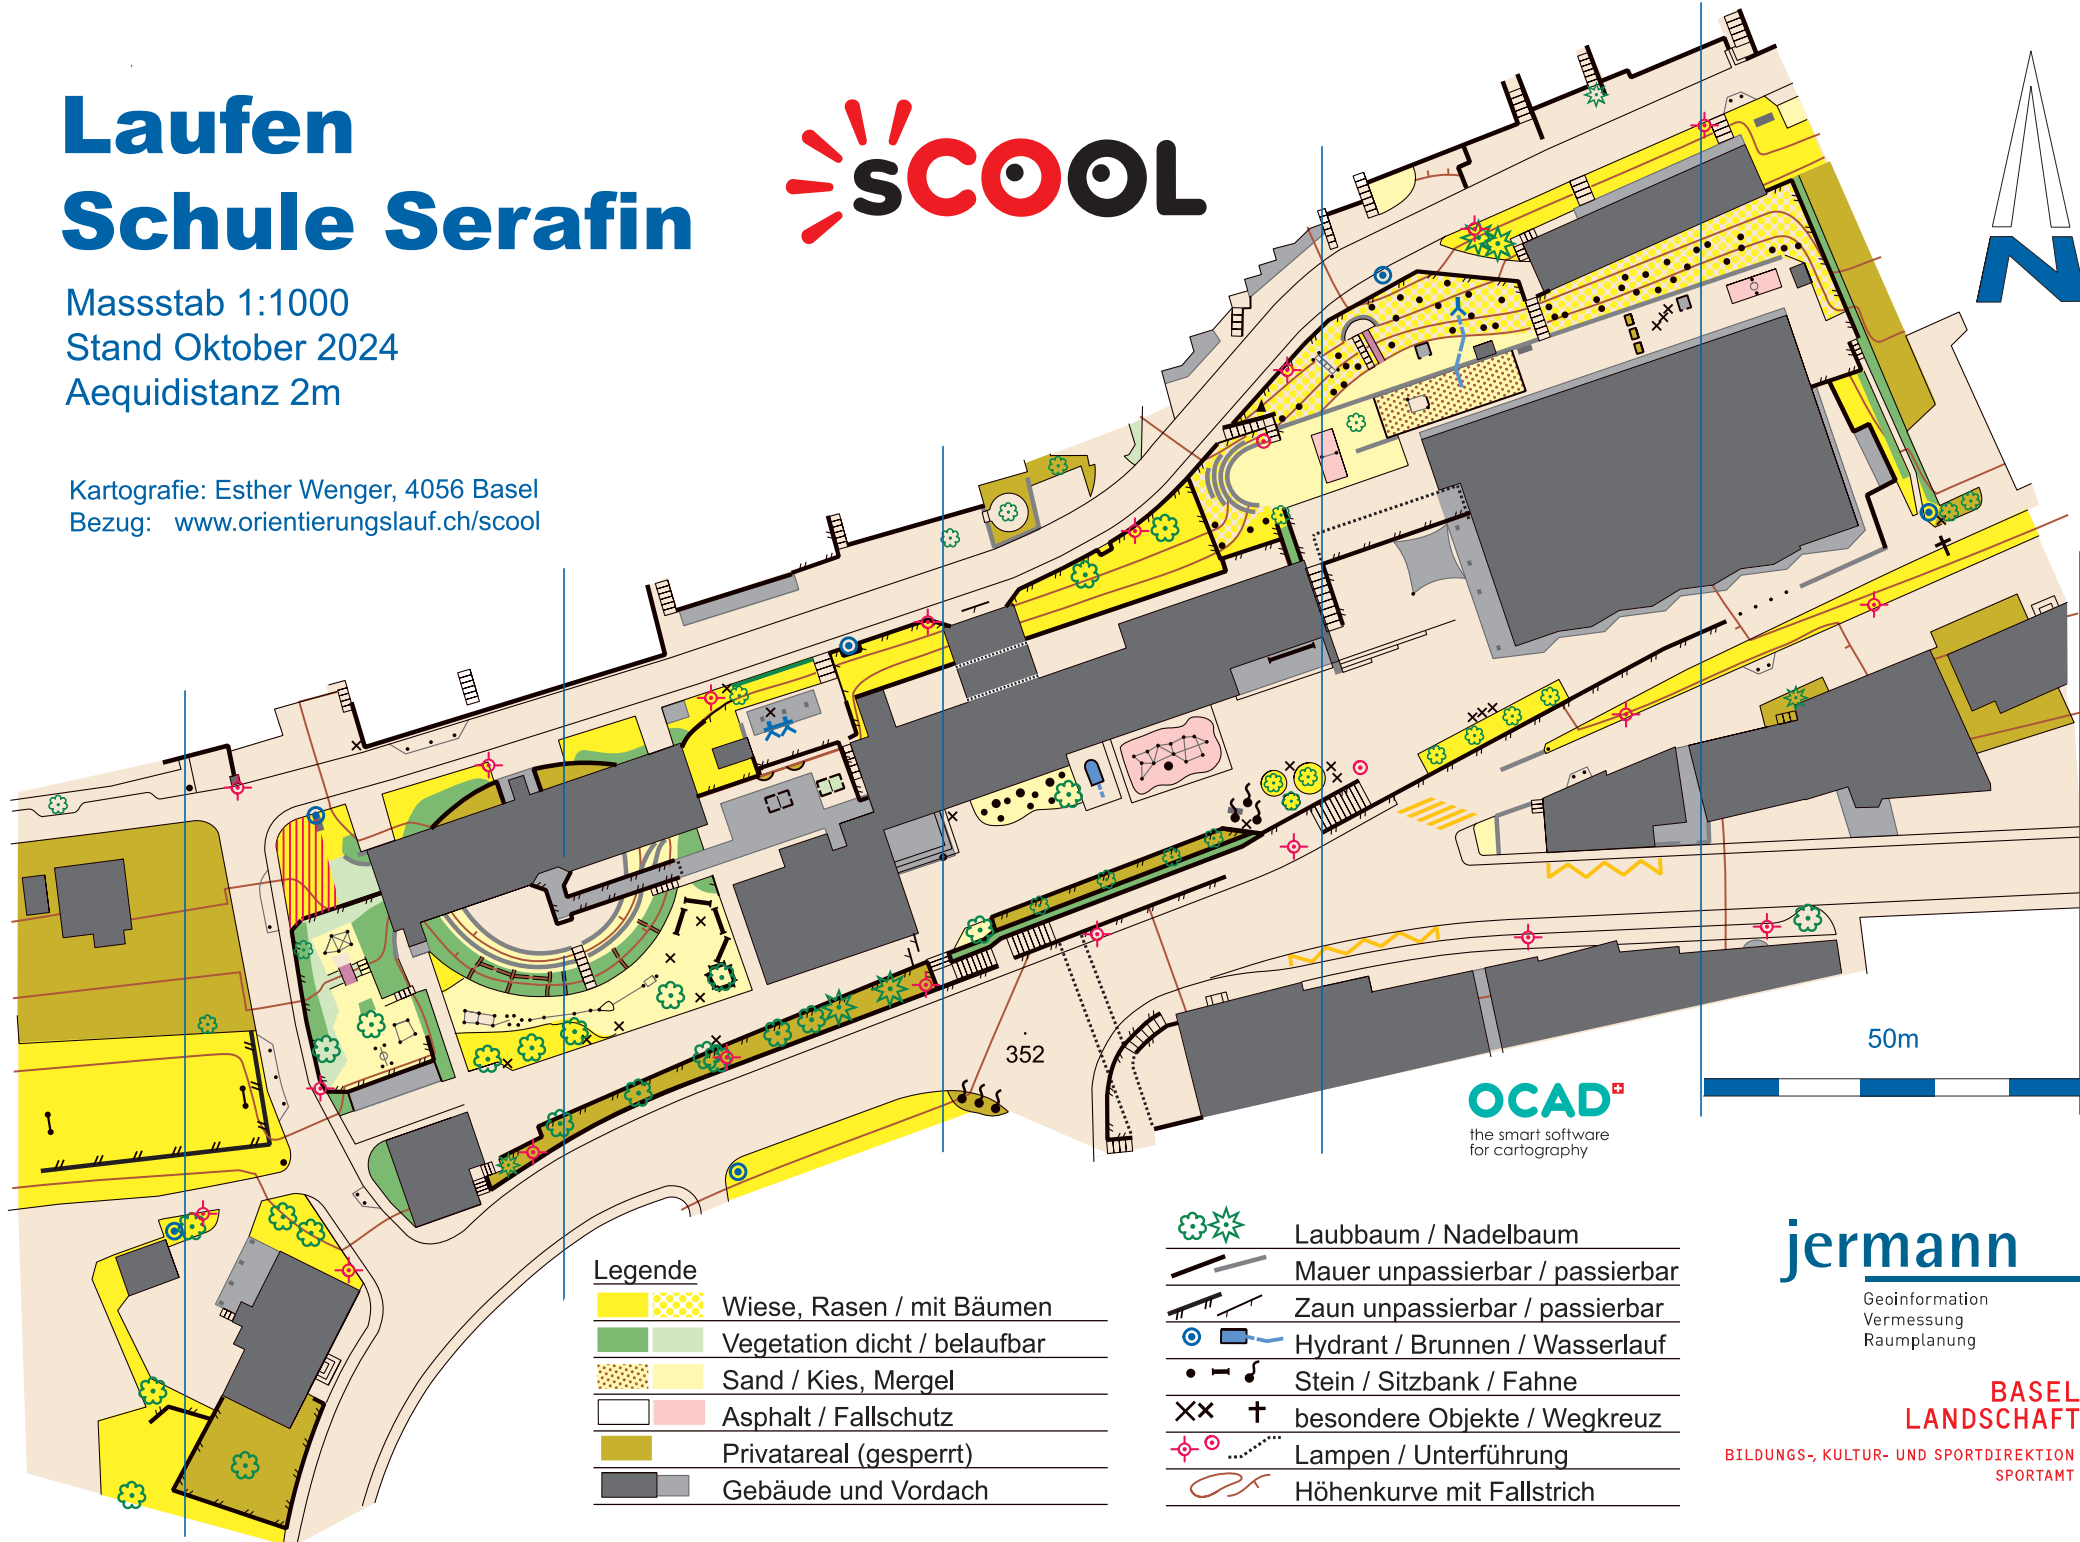 Laufen
Schule Serafin
Massstab 1:1000
Stand Oktober 2024
Aequidistanz 2m
Kartografie: Esther Wenger, 4056 Basel
Bezug: www.orientierungslauf.ch/scool
sCOOL
N
352
50m
OCAD
the smart software
for cartography
Legende
Wiese, Rasen / mit Bäumen
Vegetation dicht / belaufbar
Sand / Kies, Mergel
Asphalt / Fallschutz
Privatareal (gesperrt)
Gebäude und Vordach
Laubbaum / Nadelbaum
Mauer unpassierbar / passierbar
Zaun unpassierbar / passierbar
Hydrant / Brunnen / Wasserlauf
Stein / Sitzbank / Fahne
besondere Objekte / Wegkreuz
Lampen / Unterführung
Höhenkurve mit Fallstrich
jermann
Geoinformation
Vermessung
Raumplanung
BASEL
LANDSCHAFT
BILDUNGS-, KULTUR- UND SPORTDIREKTION
SPORTAMT